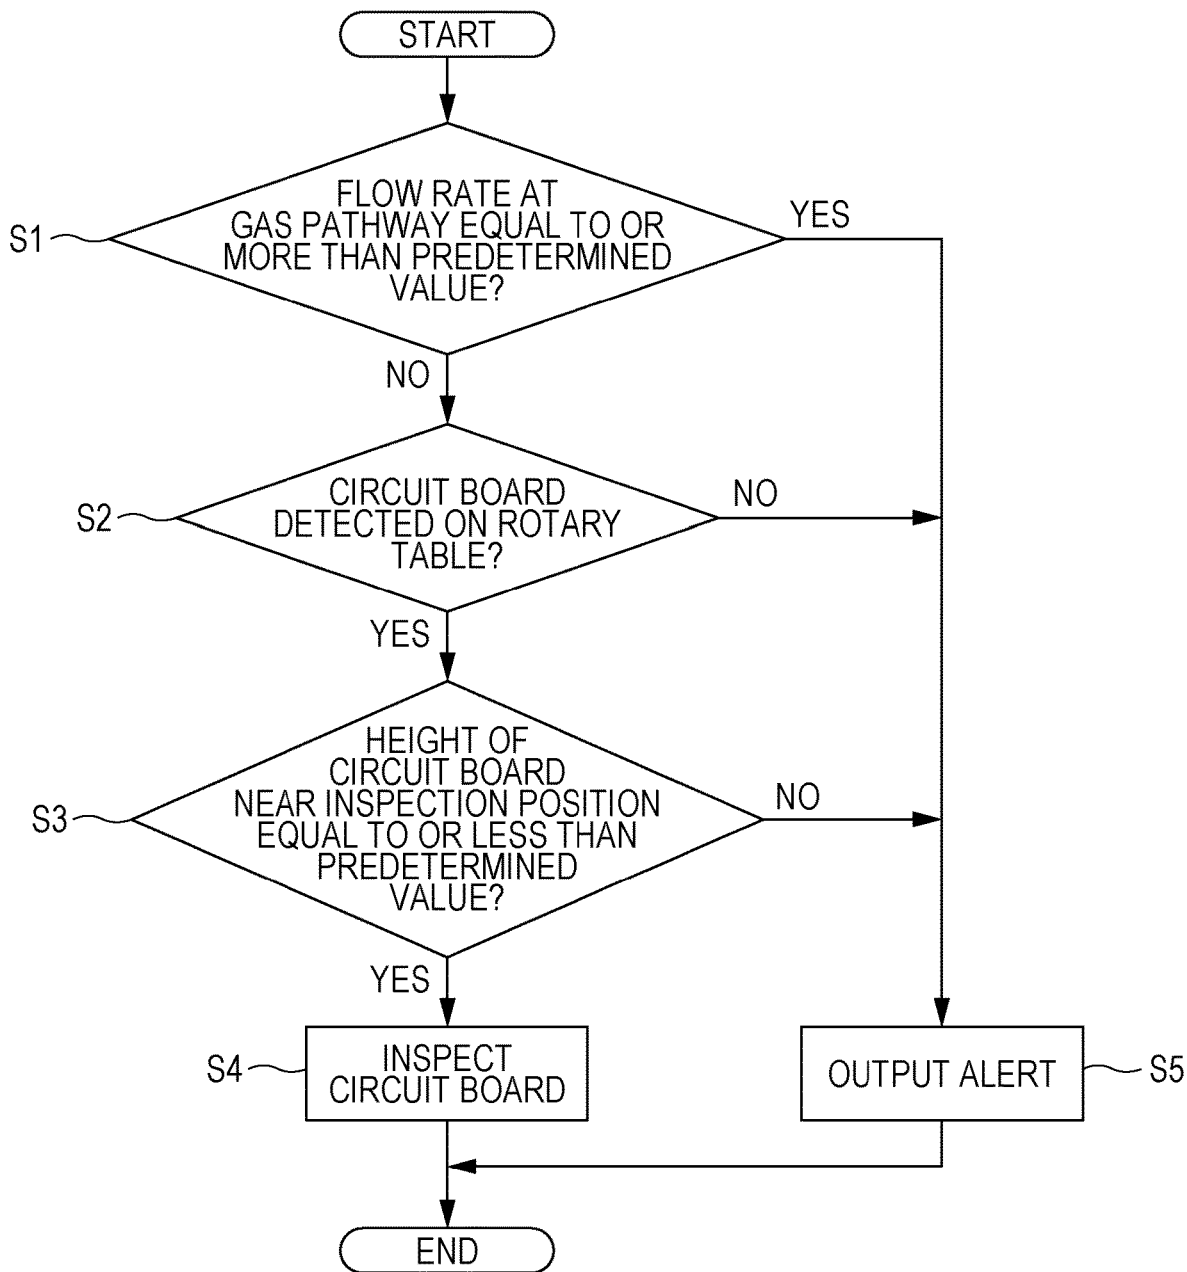 START
S1
FLOW RATE AT
GAS PATHWAY EQUAL TO OR
MORE THAN PREDETERMINED
VALUE?
YES
NO
S2
CIRCUIT BOARD
DETECTED ON ROTARY
TABLE?
NO
YES
S3
HEIGHT OF
CIRCUIT BOARD
NEAR INSPECTION POSITION
EQUAL TO OR LESS THAN
PREDETERMINED
VALUE?
NO
YES
S4
INSPECT
CIRCUIT BOARD
OUTPUT ALERT
S5
END